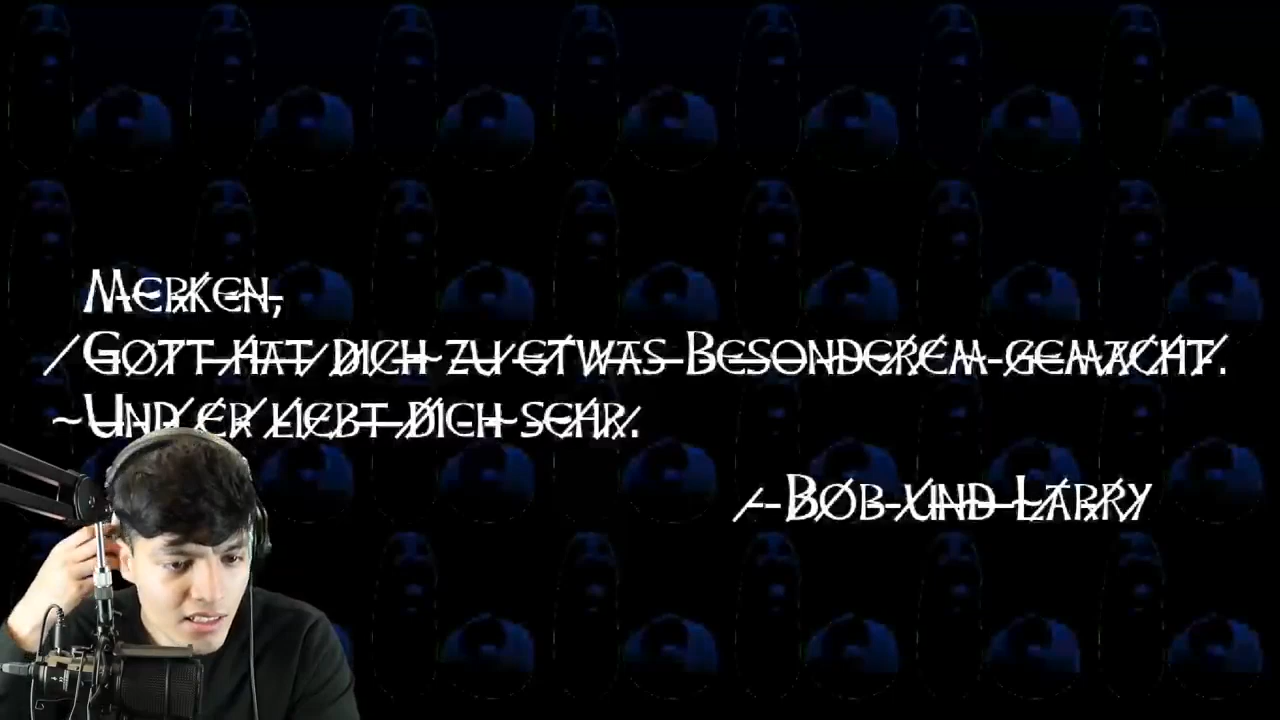 Merken,
Gott hat dich zu etwas Besonderem gemacht.
~Und er liebt dich sehr.
- Bob und Larry